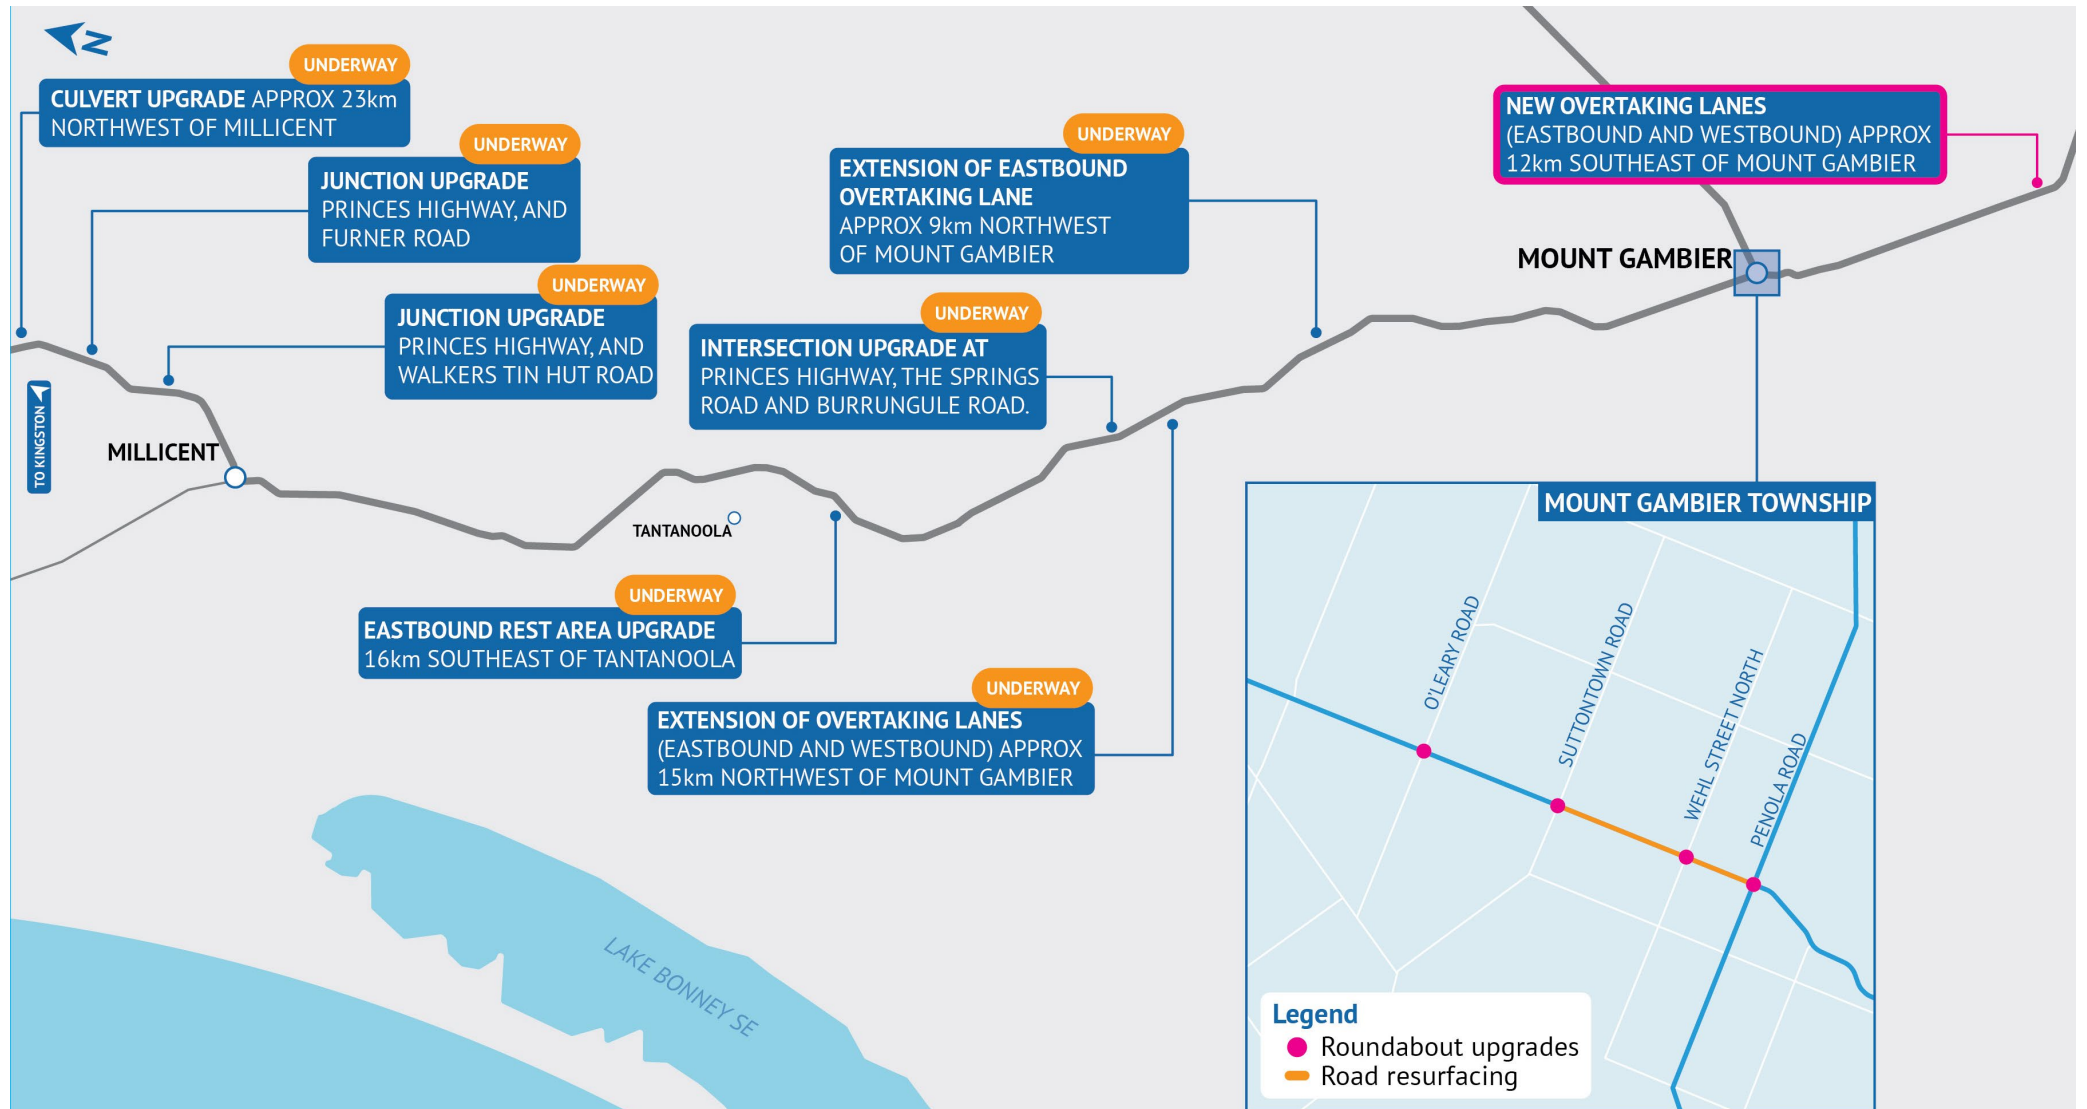 N
UNDERWAY
CULVERT UPGRADE APPROX 23km
NORTHWEST OF MILLICENT
UNDERWAY
JUNCTION UPGRADE
PRINCES HIGHWAY, AND
FURNER ROAD
UNDERWAY
JUNCTION UPGRADE
PRINCES HIGHWAY, AND
WALKERS TIN HUT ROAD
UNDERWAY
EXTENSION OF EASTBOUND
OVERTAKING LANE
APPROX 9km NORTHWEST
OF MOUNT GAMBIER
UNDERWAY
INTERSECTION UPGRADE AT
PRINCES HIGHWAY, THE SPRINGS
ROAD AND BURRUNGULE ROAD.
NEW OVERTAKING LANES
(EASTBOUND AND WESTBOUND) APPROX
12km SOUTHEAST OF MOUNT GAMBIER
MOUNT GAMBIER
TO KINGSTON
MILLICENT
TANTANOOLA
UNDERWAY
EASTBOUND REST AREA UPGRADE
16km SOUTHEAST OF TANTANOOLA
UNDERWAY
EXTENSION OF OVERTAKING LANES
(EASTBOUND AND WESTBOUND) APPROX
15km NORTHWEST OF MOUNT GAMBIER
LAKE BONNEY SE
MOUNT GAMBIER TOWNSHIP
O'LEARY ROAD
SUTTONTOWN ROAD
WEHL STREET NORTH
PENOLA ROAD
Legend
Roundabout upgrades
Road resurfacing